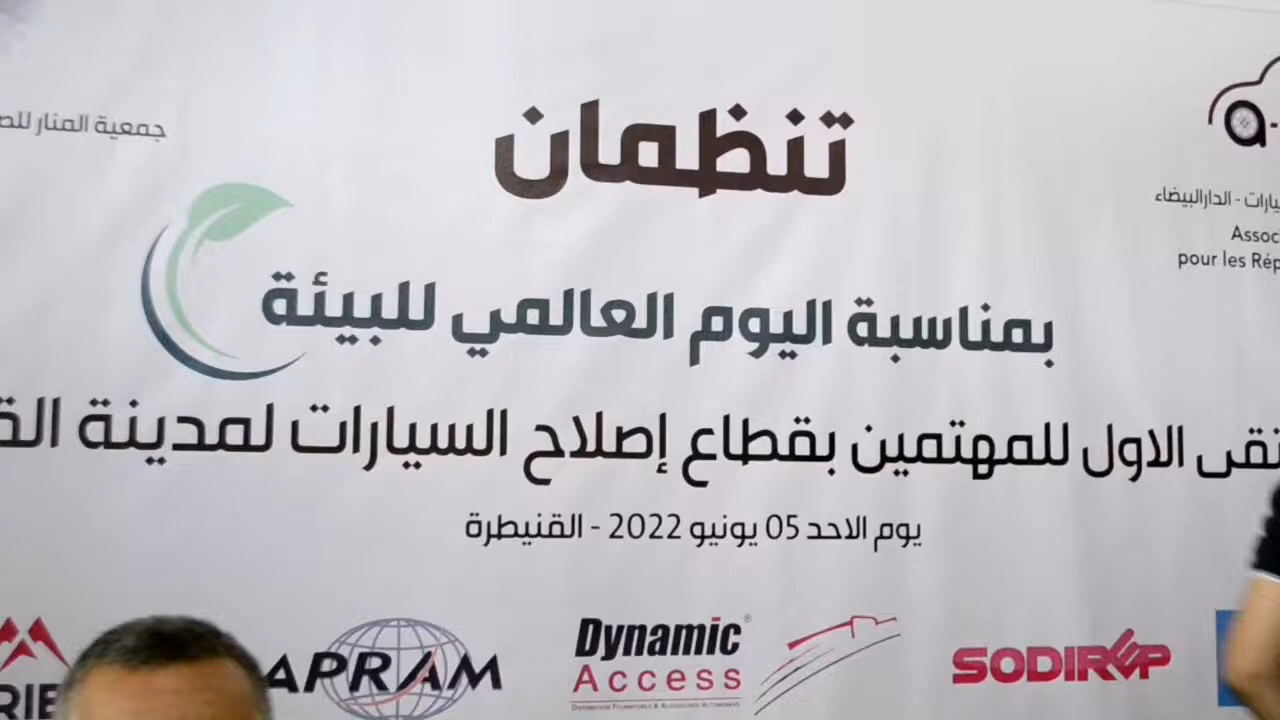 جمعية المنار
تنظمان
الدارالبيضاء
Assoc
pour les Rép
بمناسبة اليوم العالمي للبيئة
الاول للمهتمين بقطاع إصلاح السيارات لمدينة
يوم الاحد 05 يونيو 2022 - القنيطرة
APRAM
Dynamic
Access
SODIREP